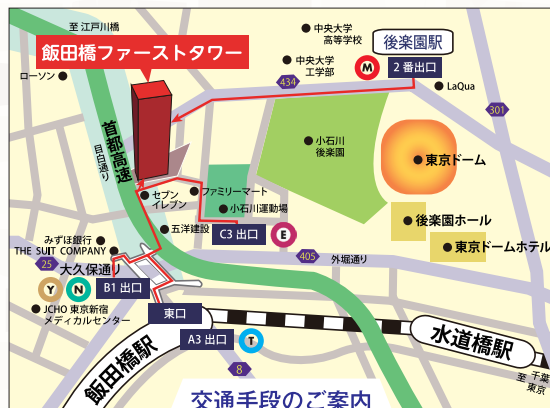 至 江戸川橋
中央大学
高等学校
後楽園駅
飯田橋ファーストタワー
ローソン
中央大学
工学部
M
2 番出口
434
LaQua
301
首都高速
目白通り
小石川
後楽園
東京ドーム
セブン
イレブン
ファミリーマート
小石川運動場
後楽園ホール
五洋建設
C3 出口
E
東京ドームホテル
みずほ銀行
THE SUIT COMPANY
25
大久保通り
405
外堀通り
Y
N
B1 出口
JCHO 東京新宿
メディカルセンター
東口
A3 出口
T
飯田橋駅
水道橋駅
8
至 千葉
東京
交通手段のご案内